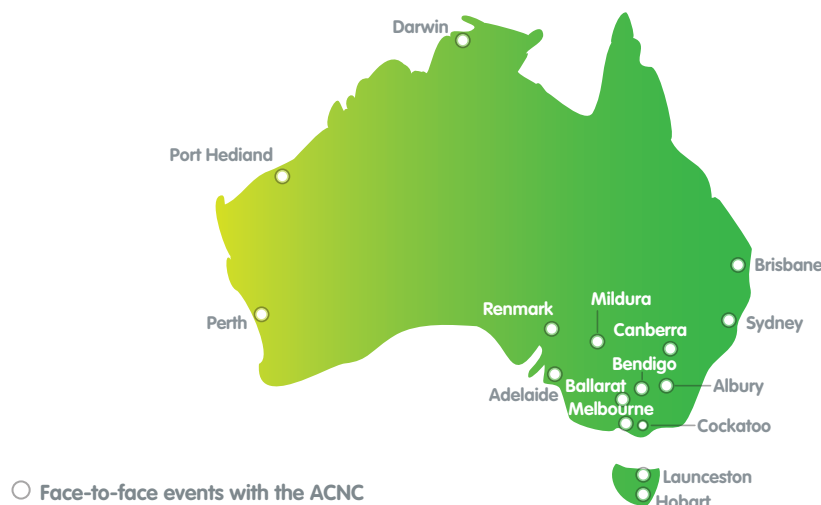 Darwin
Port Hediand
Brisbane
Mildura
Renmark
Sydney
Canberra
Perth
Bendigo
Ballarat
Albury
Adelaide
Melbourne
Cockatoo
Launceston
Face-to-face events with the ACNC
Hobart